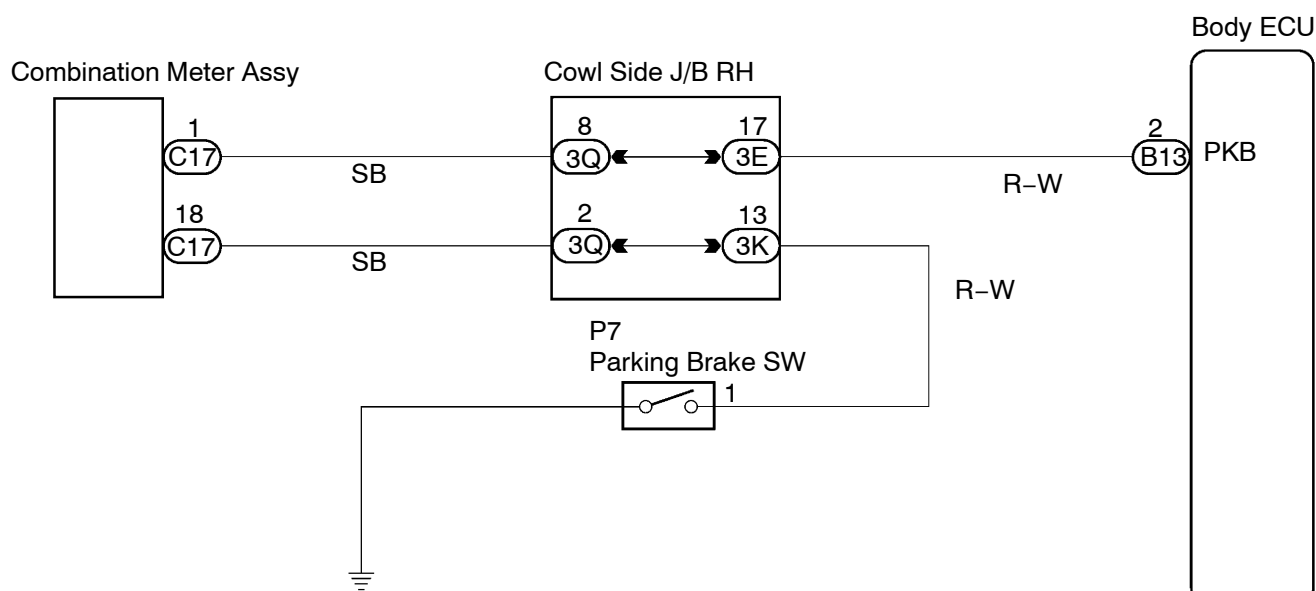 Body ECU
Combination Meter Assy
Cowl Side J/B RH
1
8
17
2
C17
3Q
3E
B13
PKB
SB
R−W
18
2
13
C17
3Q
3K
SB
R−W
P7
Parking Brake SW
1